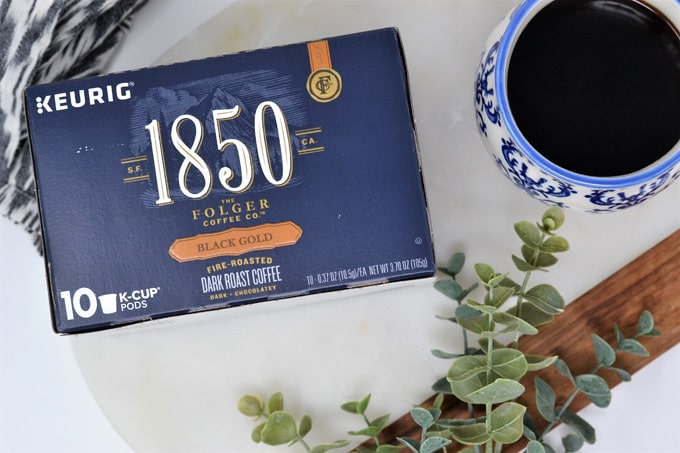 KEURIG®
1850
S.F. CA.
THE
FOLGER
COFFEE CO.™
BLACK GOLD
FIRE-ROASTED
DARK ROAST COFFEE
DARK • CHOCOLATEY
10 K-CUP®
PODS
10 - 0.37 OZ (10.5g)/EA NET WT 3.70 OZ (105g)